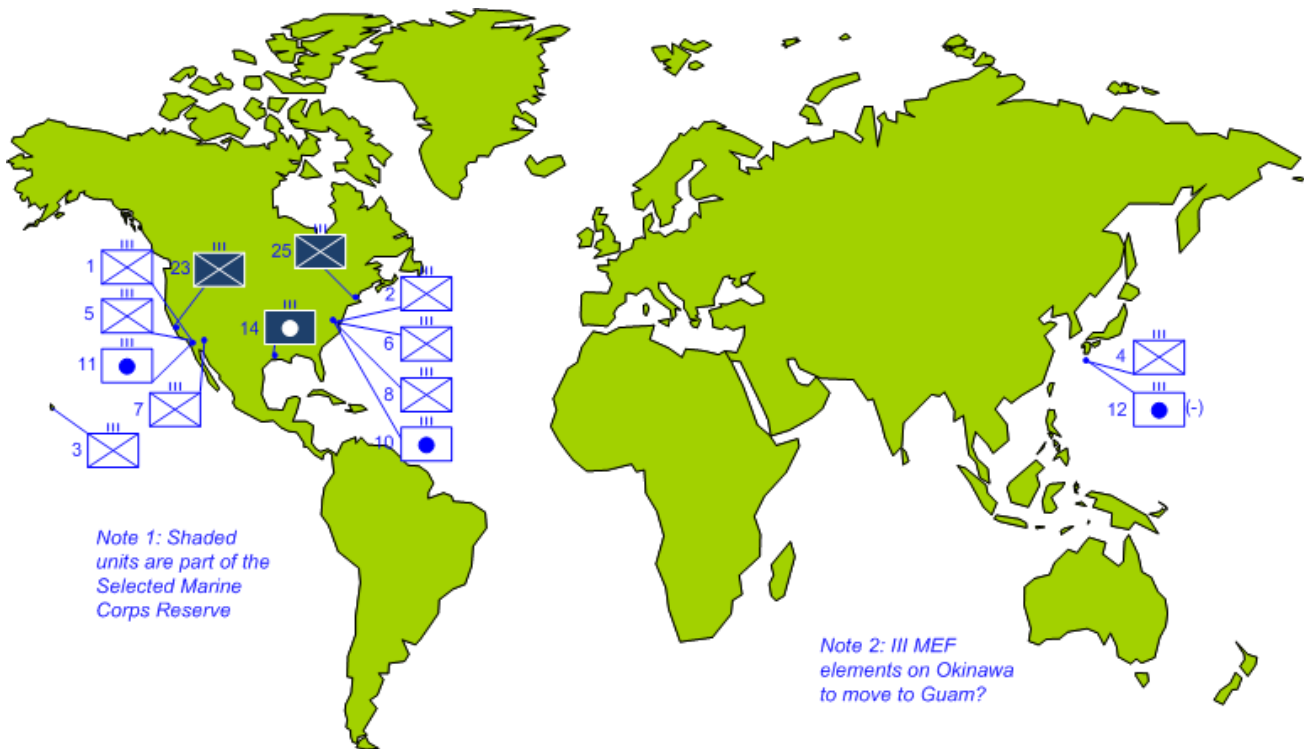 25
1
23
2
5
14
6
4
11
7
8
12
(-)
10
3
Note 1: Shaded
units are part of the
Selected Marine
Corps Reserve
Note 2: III MEF
elements on Okinawa
to move to Guam?